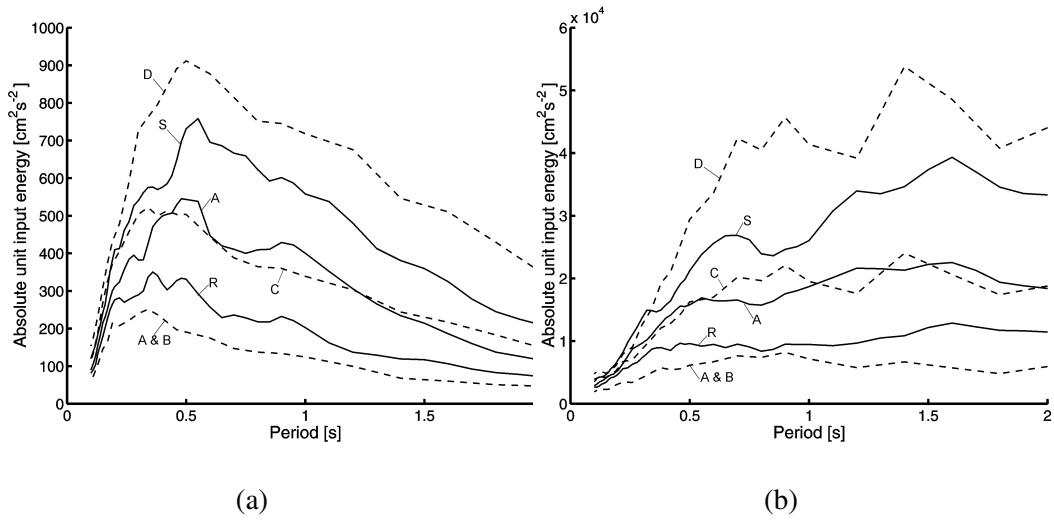 1000
900
800
700
600
500
400
300
200
100
0
Absolute unit input energy [cm²s⁻²]
D
S
A
C
R
A & B
0
0.5
1
1.5
Period [s]
(a)
x 10⁴
6
5
4
3
2
1
0
Absolute unit input energy [cm²s⁻²]
D
S
C
A
R
A & B
0
0.5
1
1.5
2
Period [s]
(b)